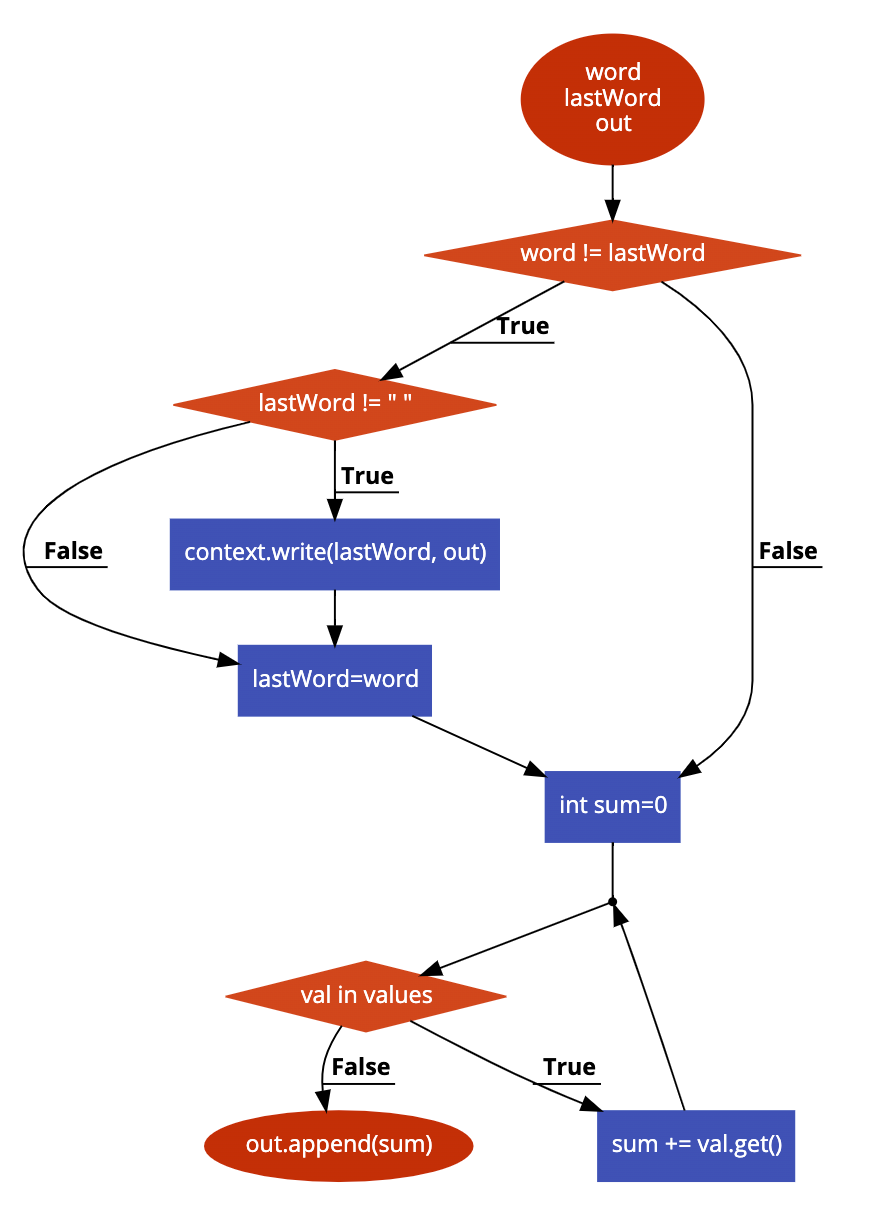 word
lastWord
out
word != lastWord
True
lastWord != " "
True
False
context.write(lastWord, out)
False
lastWord=word
int sum=0
val in values
False
True
out.append(sum)
sum += val.get()